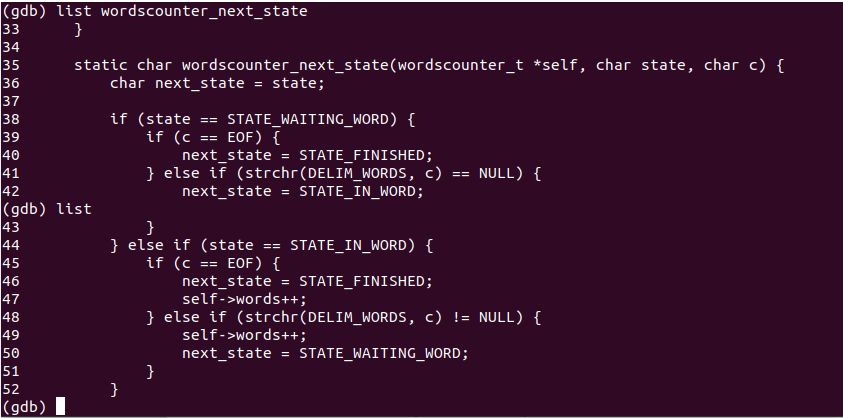 (gdb) list wordscounter_next_state
33      }
34
35      static char wordscounter_next_state(wordscounter_t *self, char state, char c) {
36          char next_state = state;
37
38          if (state == STATE_WAITING_WORD) {
39              if (c == EOF) {
40                  next_state = STATE_FINISHED;
41              } else if (strchr(DELIM_WORDS, c) == NULL) {
42                  next_state = STATE_IN_WORD;
(gdb) list
43              }
44          } else if (state == STATE_IN_WORD) {
45              if (c == EOF) {
46                  next_state = STATE_FINISHED;
47                  self->words++;
48              } else if (strchr(DELIM_WORDS, c) != NULL) {
49                  self->words++;
50                  next_state = STATE_WAITING_WORD;
51              }
52          }
(gdb)